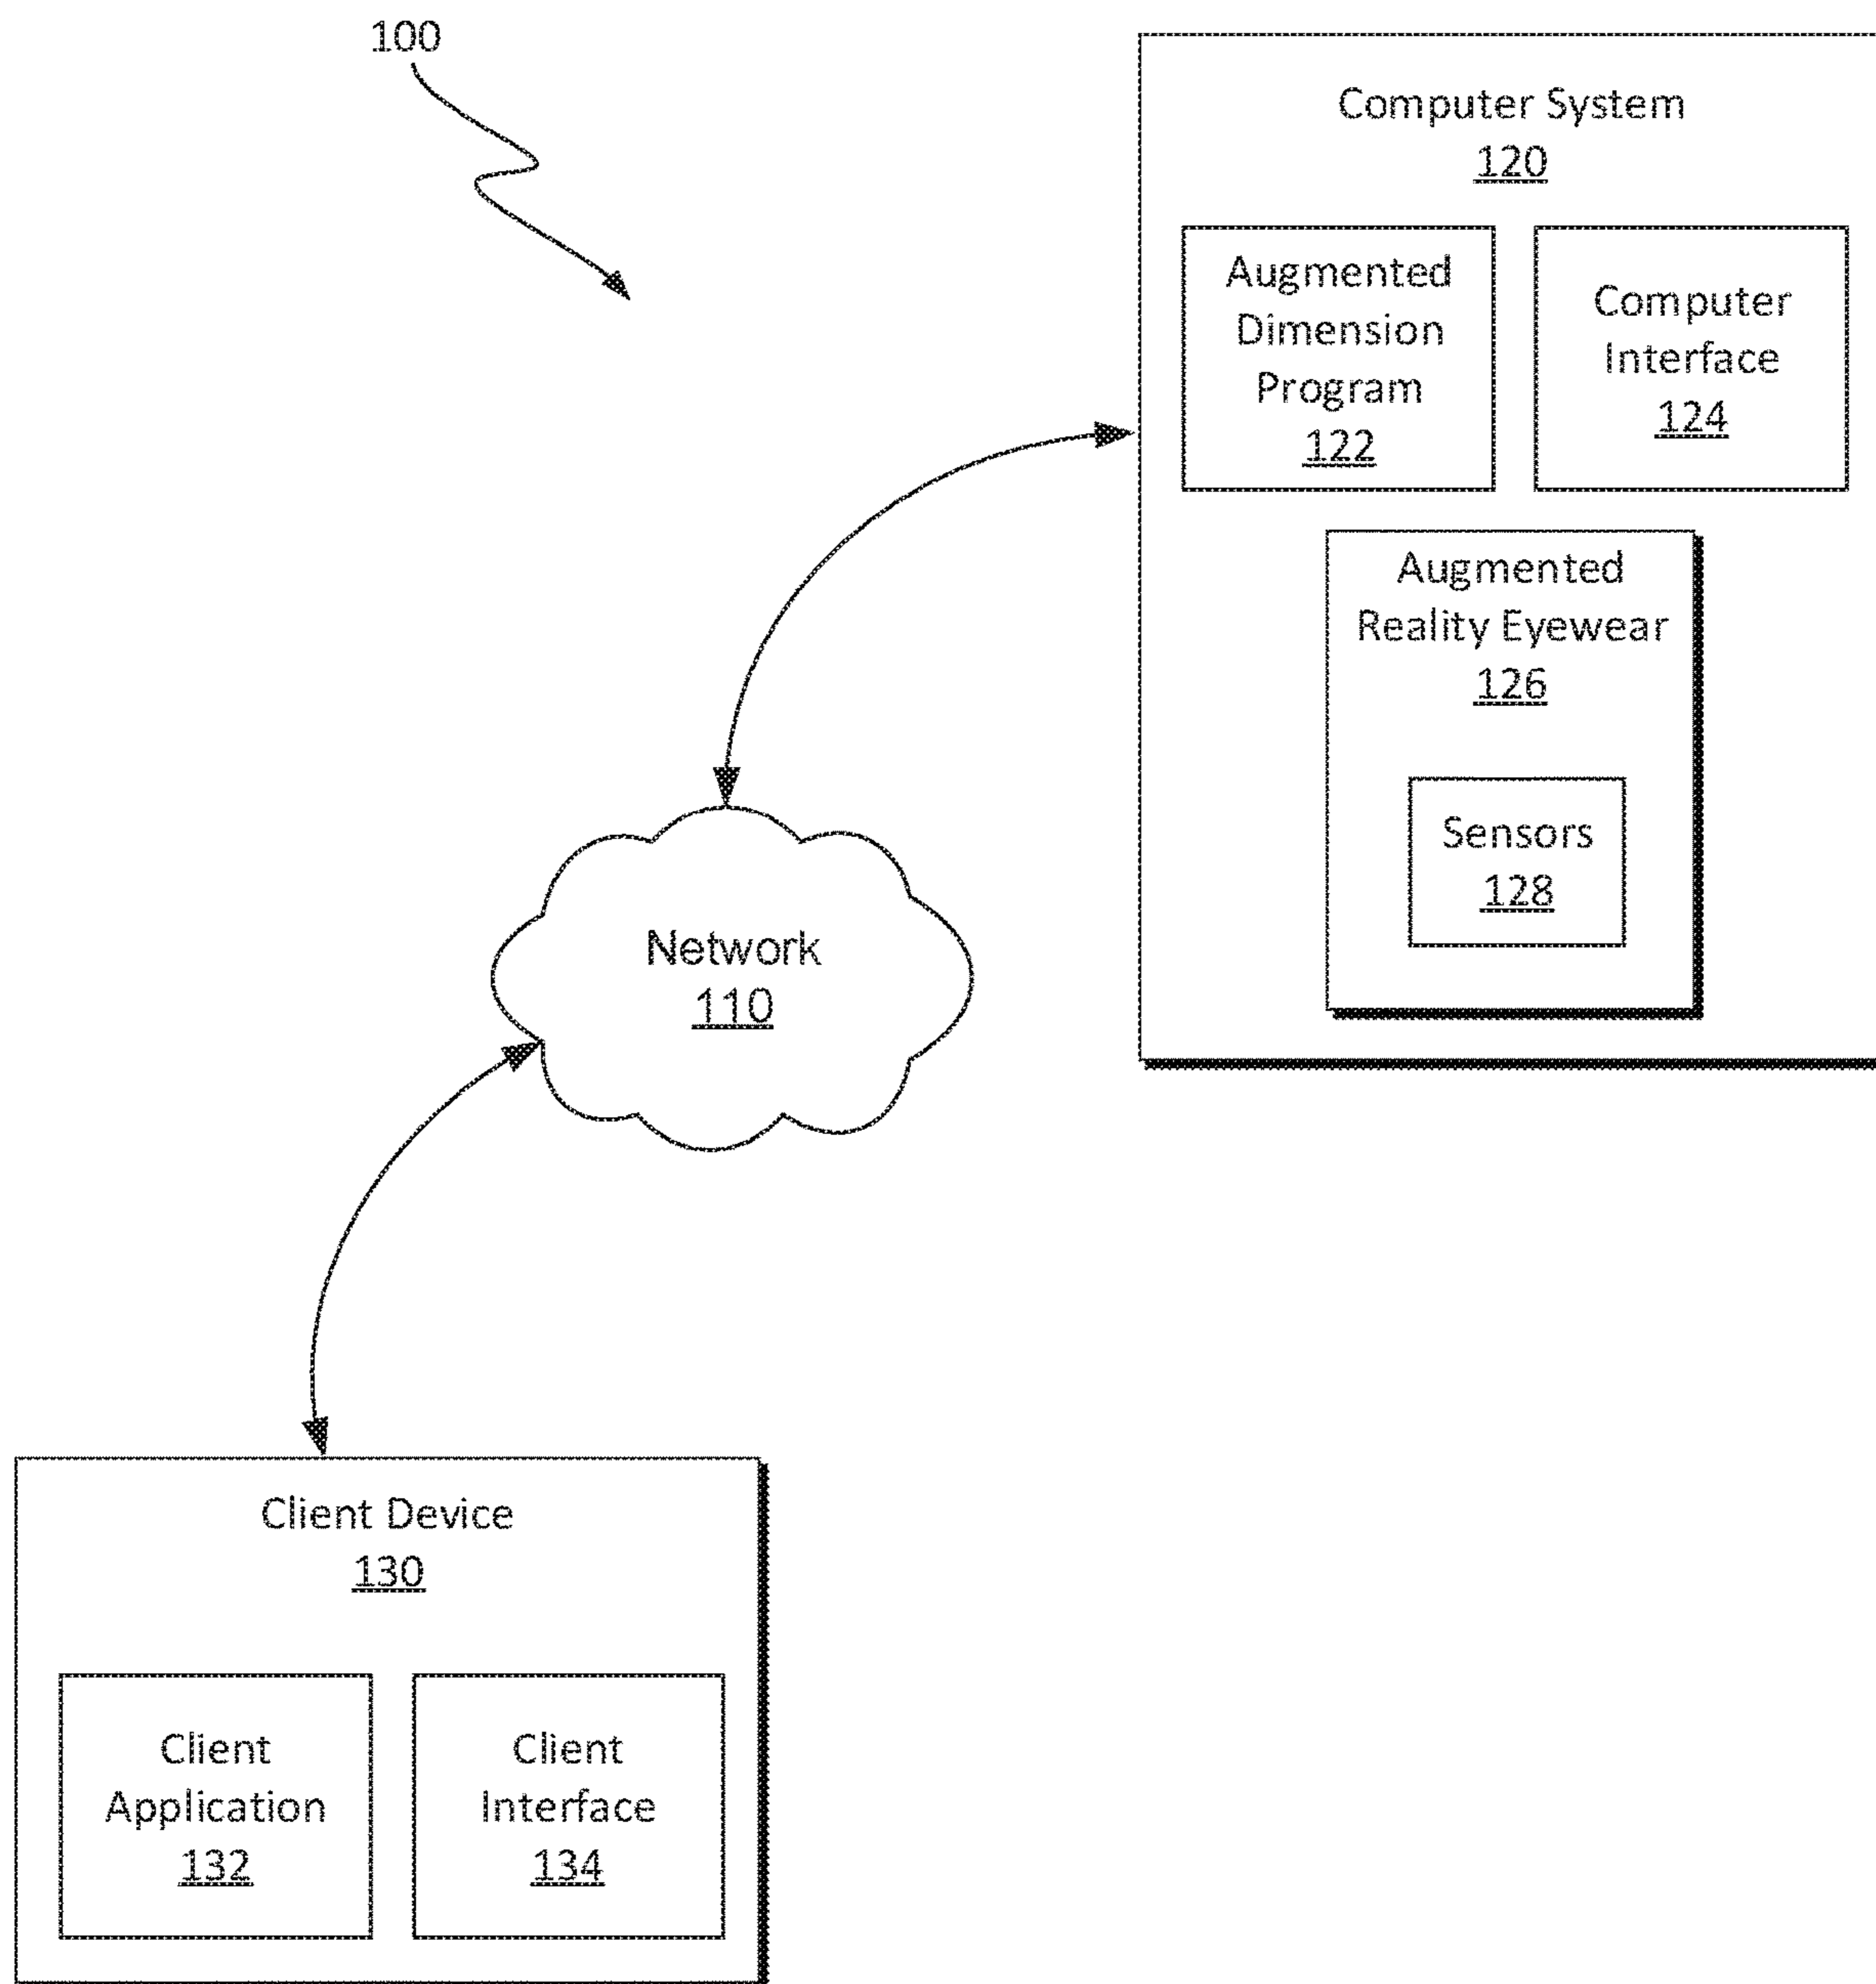 100
Computer System
120
Augmented
Dimension
Program
122
Computer
Interface
124
Augmented
Reality Eyewear
126
Sensors
128
Network
110
Client Device
130
Client
Application
132
Client
Interface
134